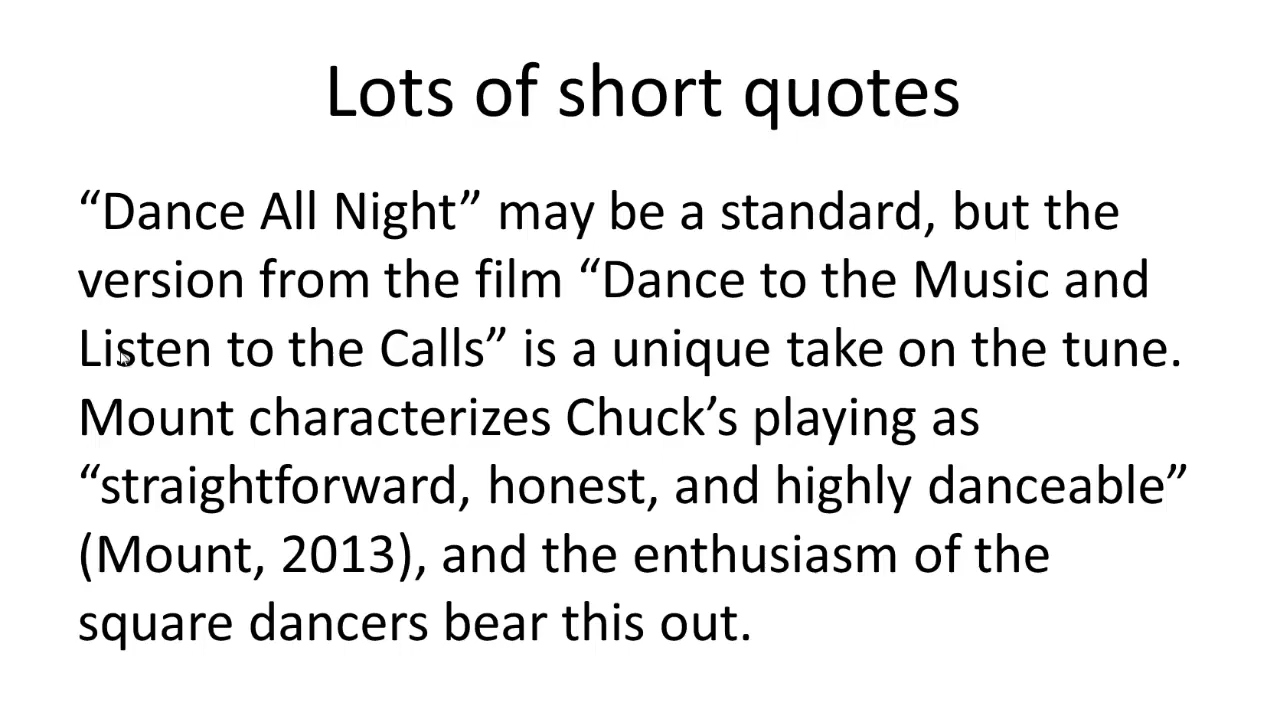 Lots of short quotes
“Dance All Night” may be a standard, but the
version from the film “Dance to the Music and
Listen to the Calls” is a unique take on the tune.
Mount characterizes Chuck’s playing as
“straightforward, honest, and highly danceable”
(Mount, 2013), and the enthusiasm of the
square dancers bear this out.